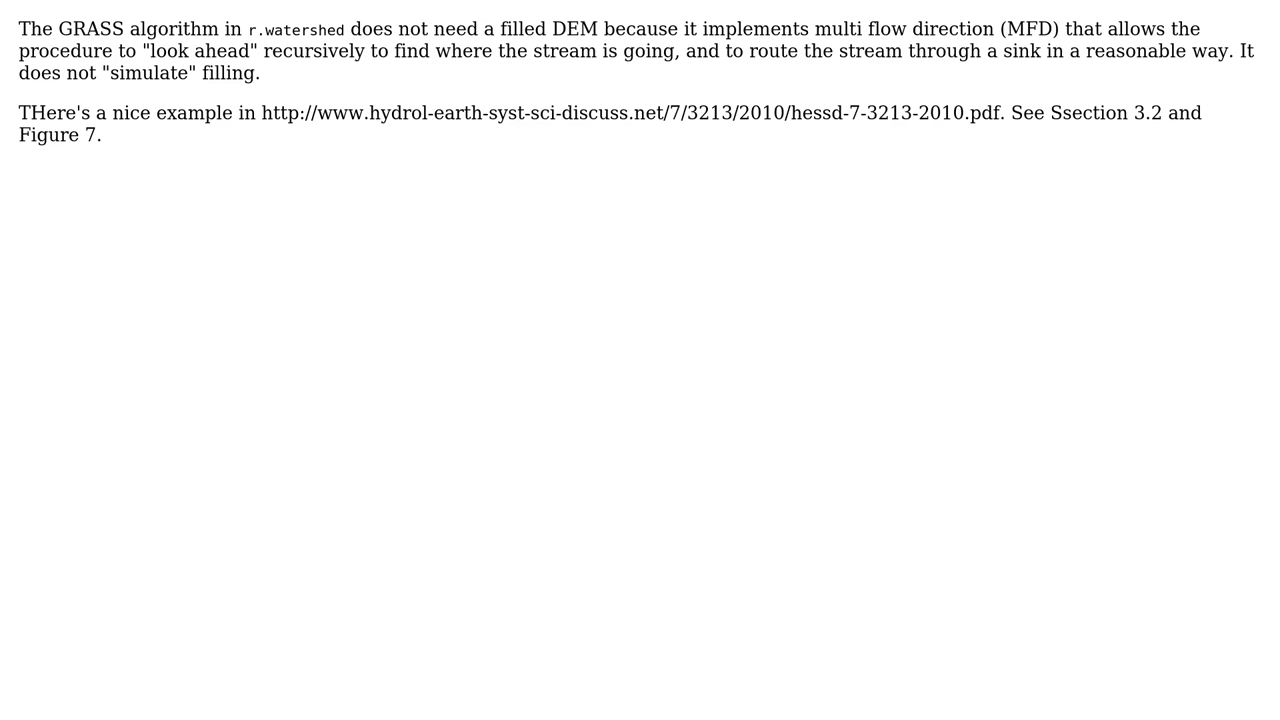 The GRASS algorithm in r.watershed does not need a filled DEM because it implements multi flow direction (MFD) that allows the
procedure to "look ahead" recursively to find where the stream is going, and to route the stream through a sink in a reasonable way. It
does not "simulate" filling.
THere's a nice example in http://www.hydrol-earth-syst-sci-discuss.net/7/3213/2010/hessd-7-3213-2010.pdf. See Ssection 3.2 and
Figure 7.